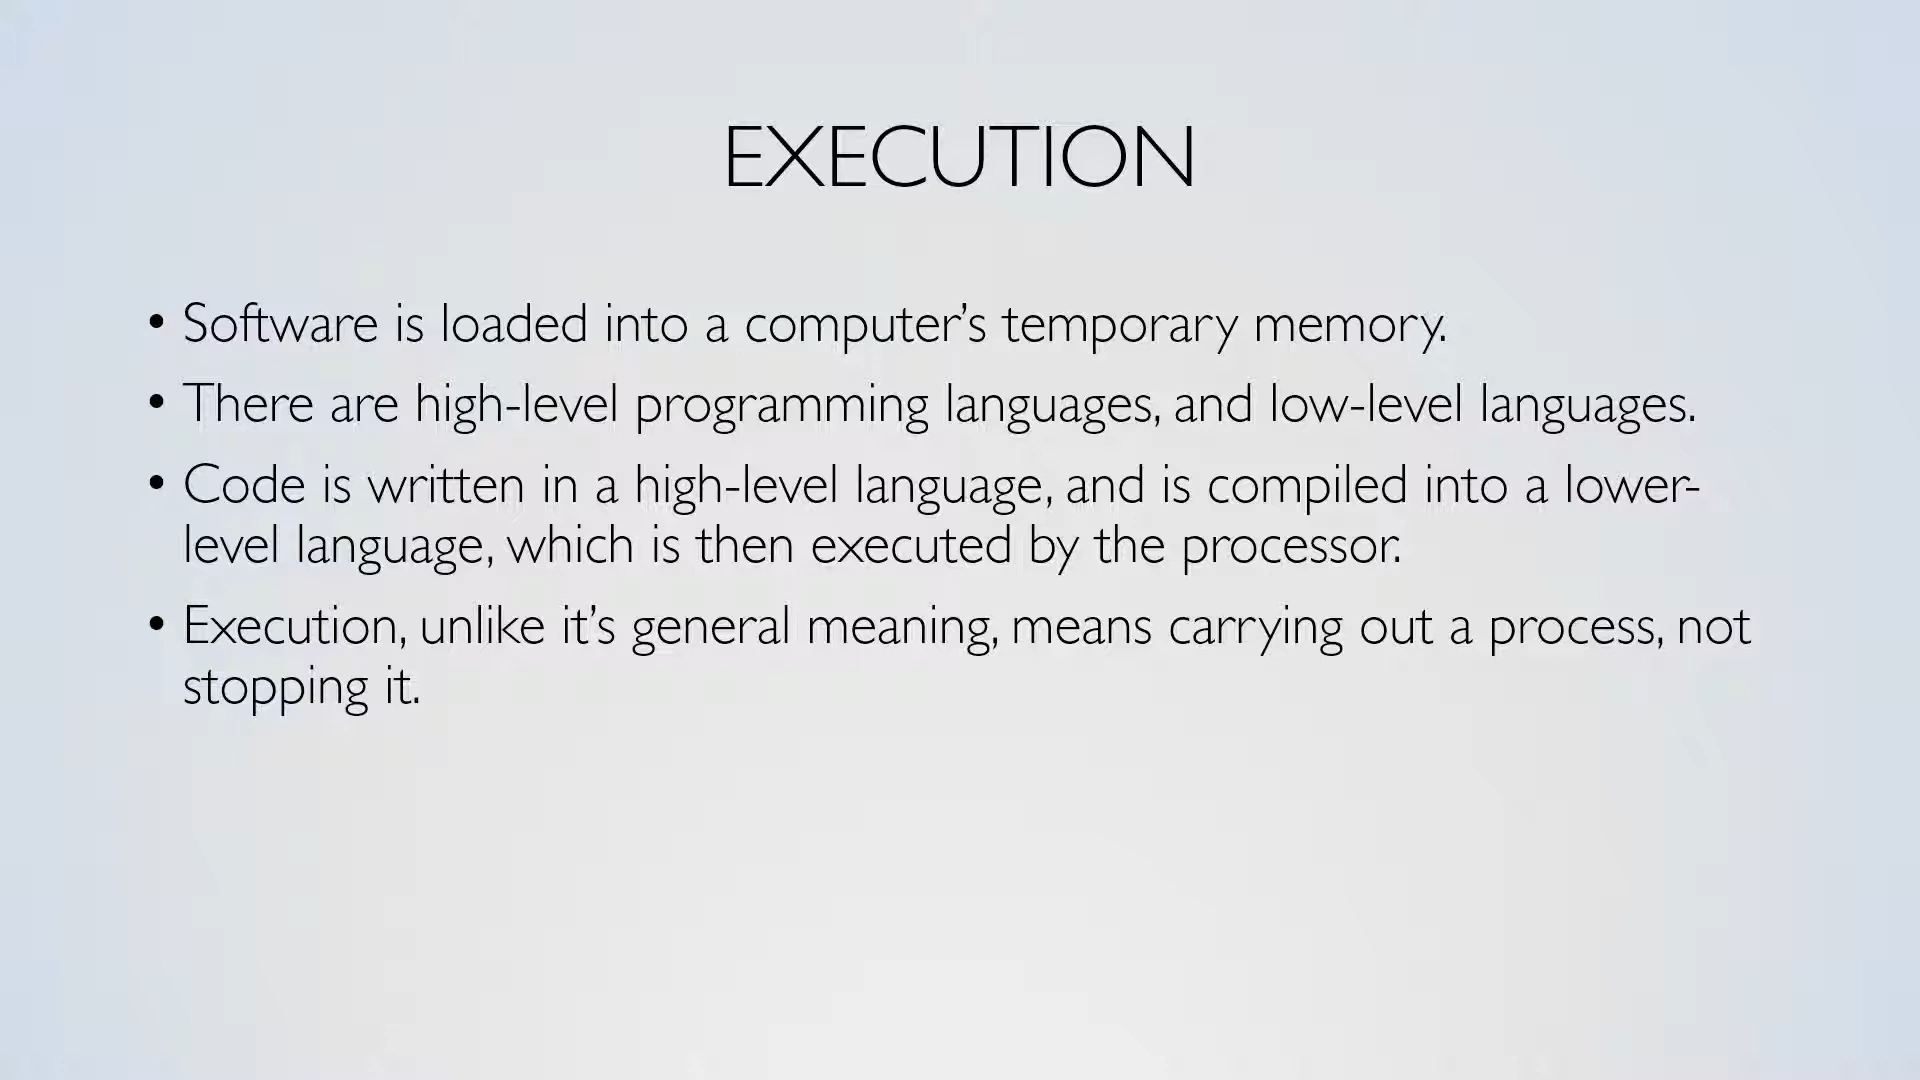 EXECUTION
• Software is loaded into a computer’s temporary memory.
• There are high-level programming languages, and low-level languages.
• Code is written in a high-level language, and is compiled into a lower-
level language, which is then executed by the processor.
• Execution, unlike it’s general meaning, means carrying out a process, not
stopping it.